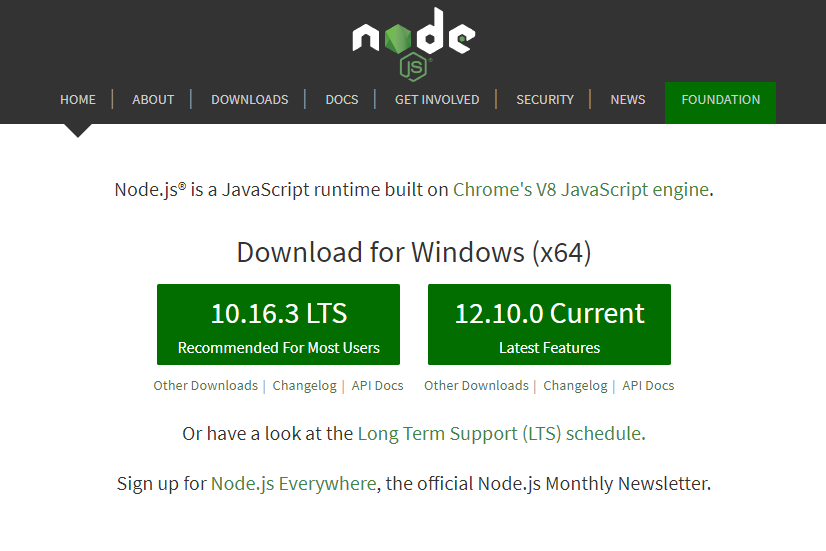 node
JS®
HOME | ABOUT | DOWNLOADS | DOCS | GET INVOLVED | SECURITY | NEWS FOUNDATION
Node.js® is a JavaScript runtime built on Chrome's V8 JavaScript engine.
Download for Windows (x64)
10.16.3 LTS 12.10.0 Current
Recommended For Most Users Latest Features
Other Downloads | Changelog | API Docs Other Downloads | Changelog | API Docs
Or have a look at the Long Term Support (LTS) schedule.
Sign up for Node.js Everywhere, the official Node.js Monthly Newsletter.